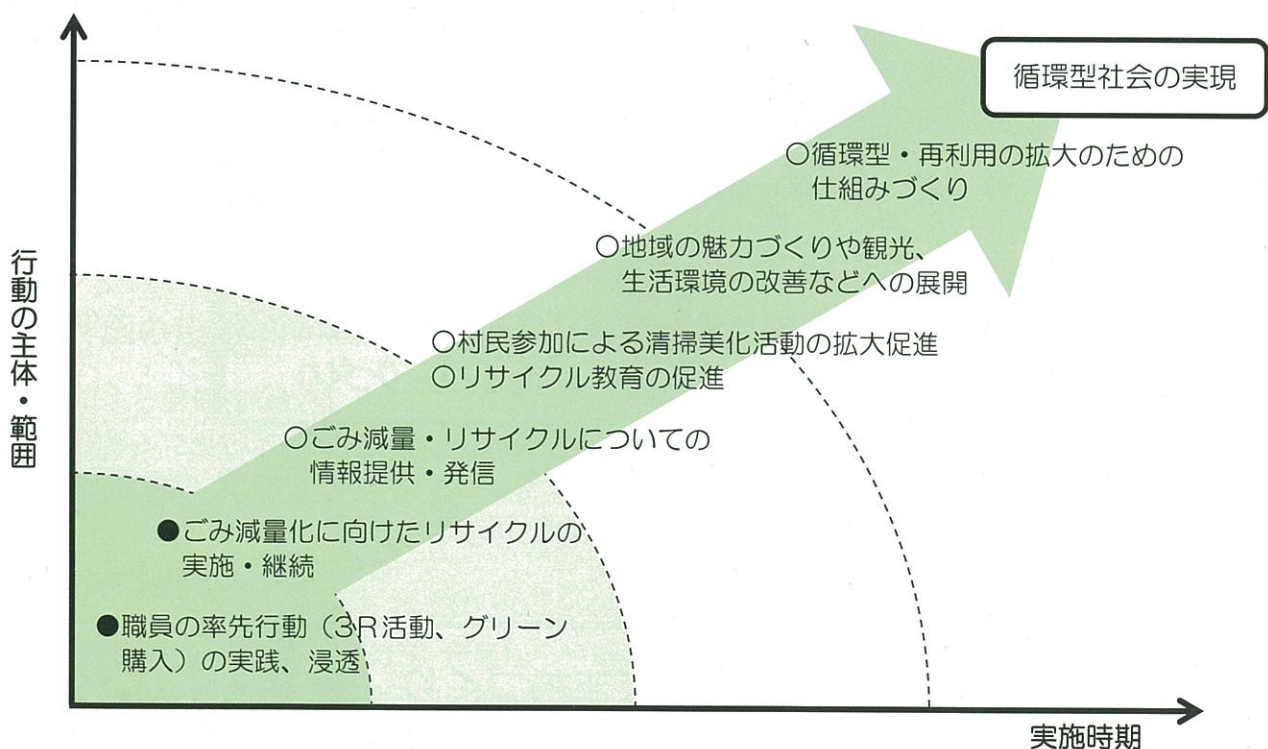 循環型社会の実現
○循環型・再利用の拡大のための
仕組みづくり
○地域の魅力づくりや観光、
生活環境の改善などへの展開
○村民参加による清掃美化活動の拡大促進
○リサイクル教育の促進
○ごみ減量・リサイクルについての
情報提供・発信
●ごみ減量化に向けたリサイクルの
実施・継続
●職員の率先行動（3R活動、グリーン
購入）の実践、浸透
行動の主体・範囲
実施時期